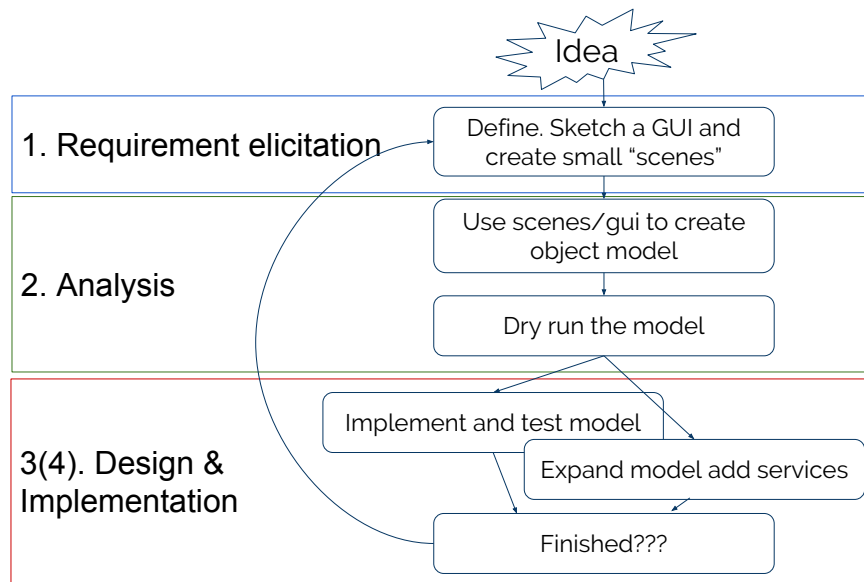 Idea
1. Requirement elicitation
Define. Sketch a GUI and
create small “scenes”
2. Analysis
Use scenes/gui to create
object model
Dry run the model
3(4). Design &
Implementation
Implement and test model
Expand model add services
Finished???